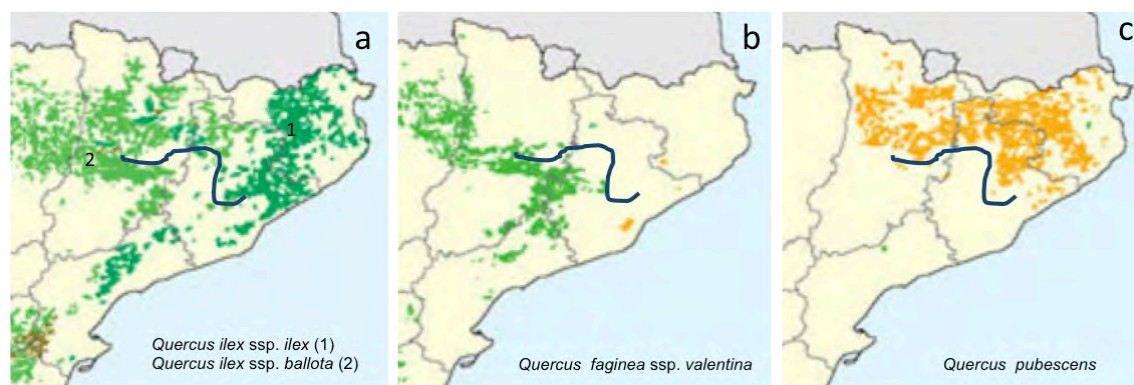 a
1
2
Quercus ilex ssp. ilex (1)
Quercus ilex ssp. ballota (2)
b
Quercus faginea ssp. valentina
c
Quercus pubescens